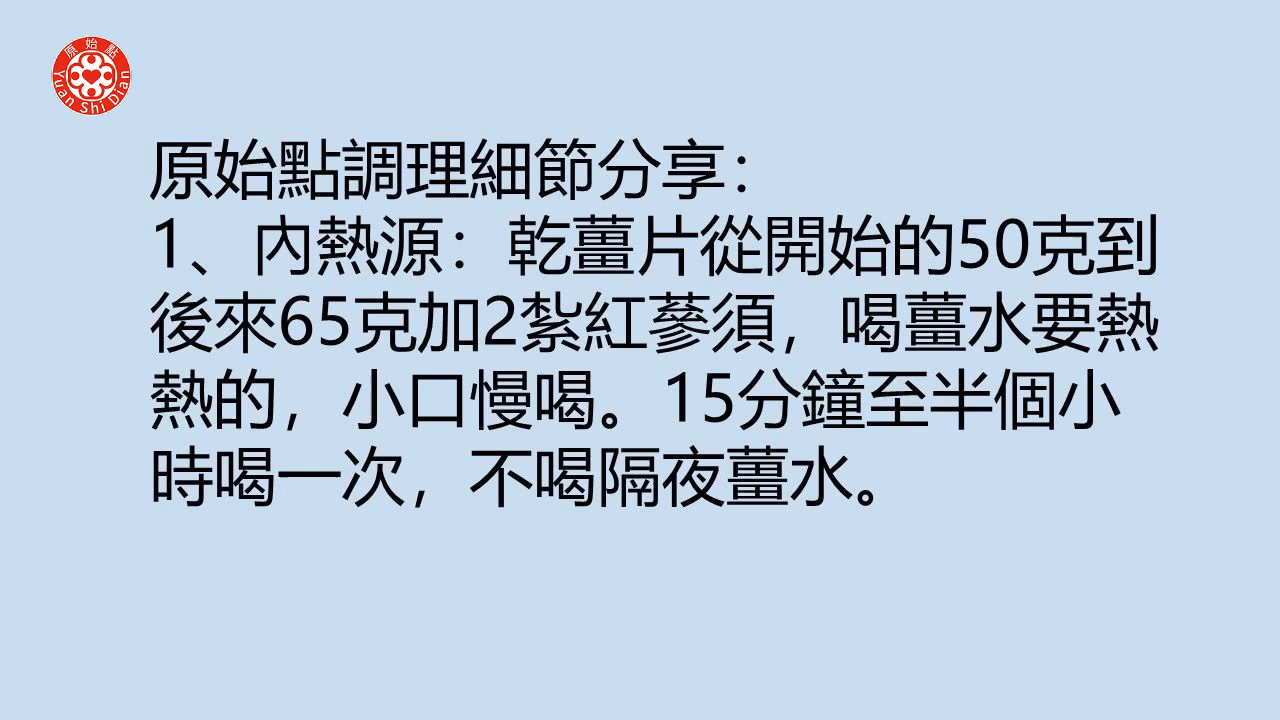 原始點
Yuan Shi Dian
原始點調理細節分享：
1、內熱源：乾薑片從開始的50克到
後來65克加2紮紅蔘須，喝薑水要熱
熱的，小口慢喝。15分鐘至半個小
時喝一次，不喝隔夜薑水。